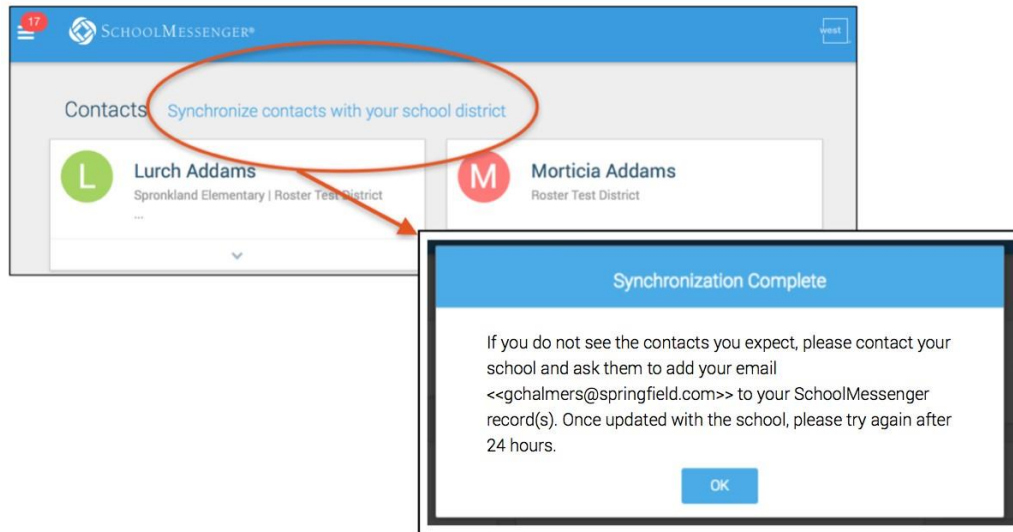 17
SCHOOLMESSENGER®
west
Contacts Synchronize contacts with your school district
L
Lurch Addams
Spronkland Elementary | Roster Test District
...
M
Morticia Addams
Roster Test District
Synchronization Complete
If you do not see the contacts you expect, please contact your
school and ask them to add your email
<<gchalmers@springfield.com>> to your SchoolMessenger
record(s). Once updated with the school, please try again after
24 hours.
OK